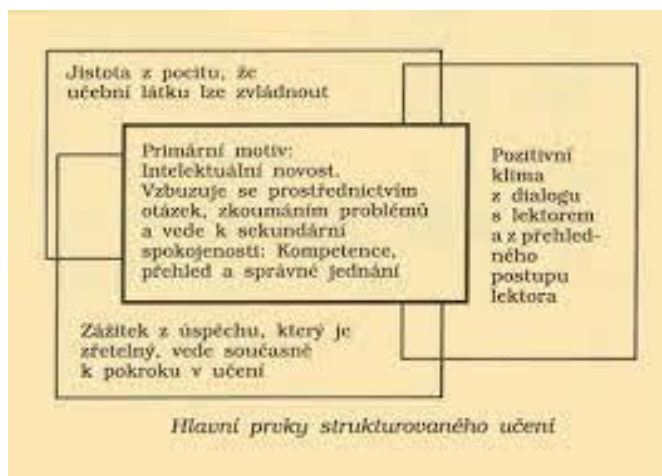 Jistota z pocitu, že
učební látku lze zvládnout
Primární motiv:
Intelektuální novost.
Vzbuzuje se prostřednictvím
otázek, zkoumáním problémů
a vede k sekundární
spokojenosti: Kompetence,
přehled a správné jednání
Pozitivní
klima
z dialogu
s lektorem
a z přehled-
ného
postupu
lektora
Zážitek z úspěchu, který je
zřetelný, vede současně
k pokroku v učení
Hlavní prvky strukturovaného učení